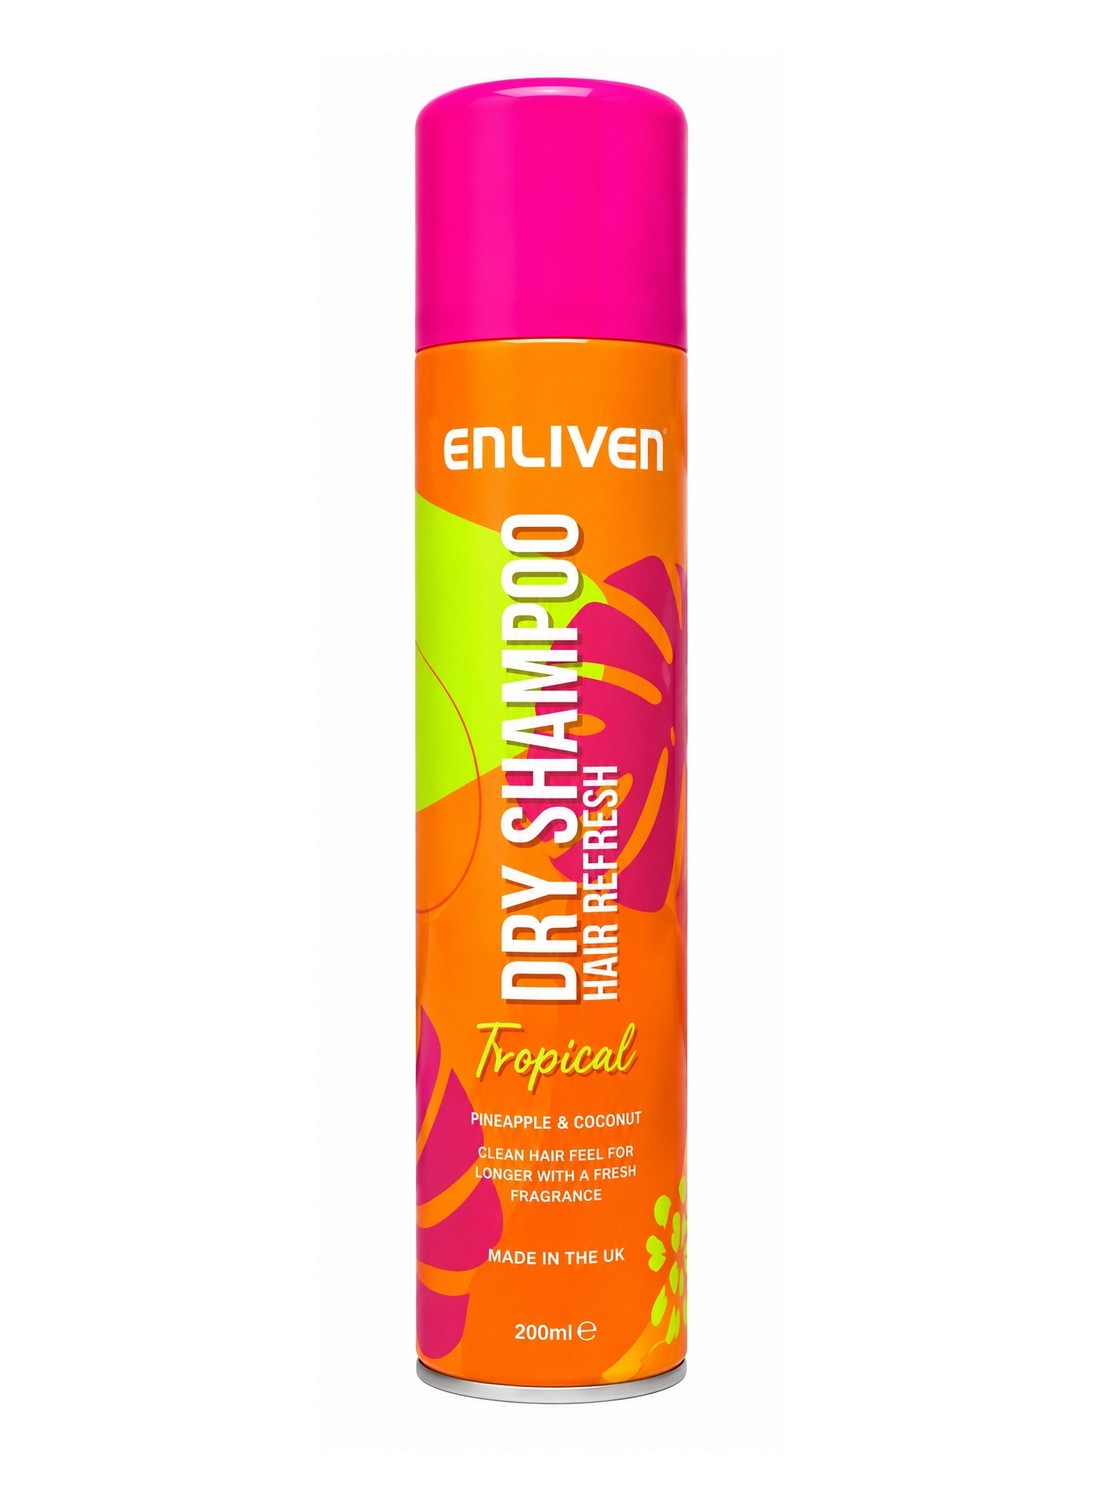 ENLIVEN
DRY SHAMPOO
HAIR REFRESH
Tropical
PINEAPPLE & COCONUT
CLEAN HAIR FEEL FOR
LONGER WITH A FRESH
FRAGRANCE
MADE IN THE UK
200ml ℮